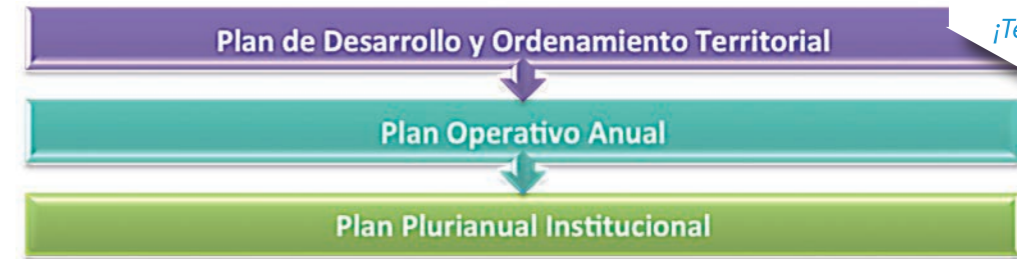 Plan de Desarrollo y Ordenamiento Territorial
Plan Operativo Anual
Plan Plurianual Institucional